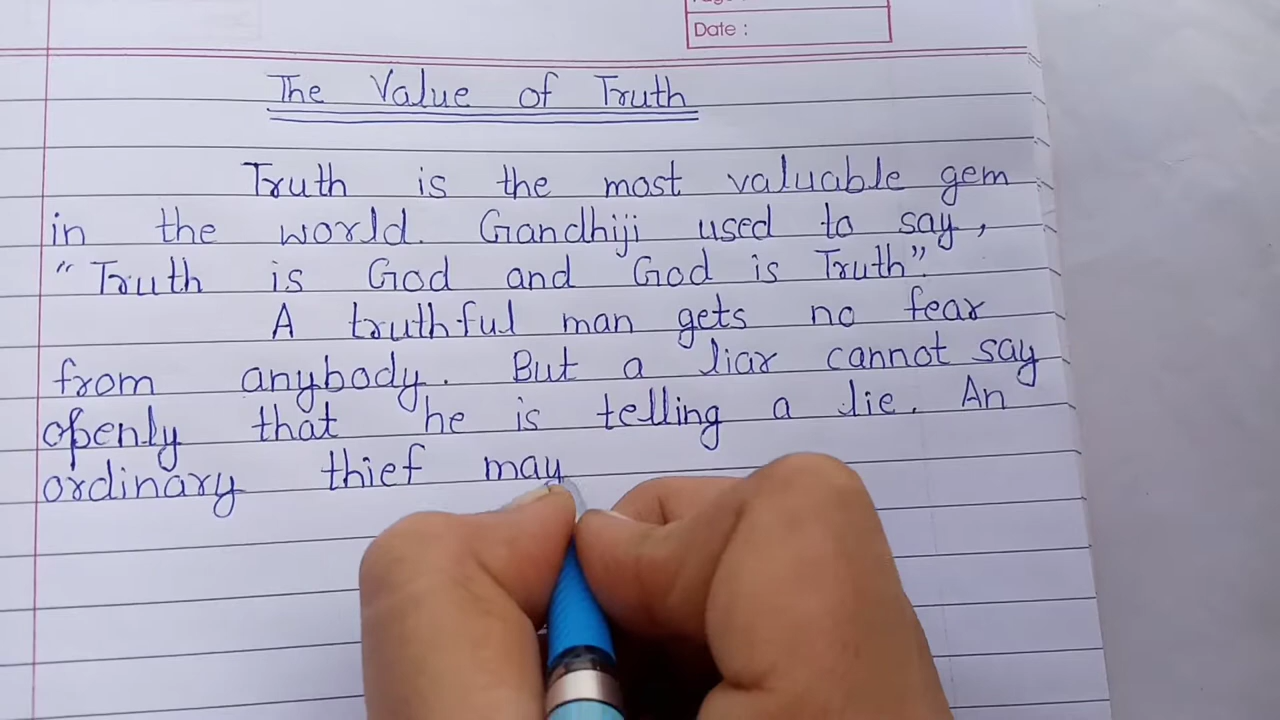 Date :
The Value of Truth
Truth is the most valuable gem
in the world. Gandhiji used to say,
"Truth is God and God is Truth".
A truthful man gets no fear
from anybody. But a liar cannot say
openly that he is telling a lie. An
ordinary thief may